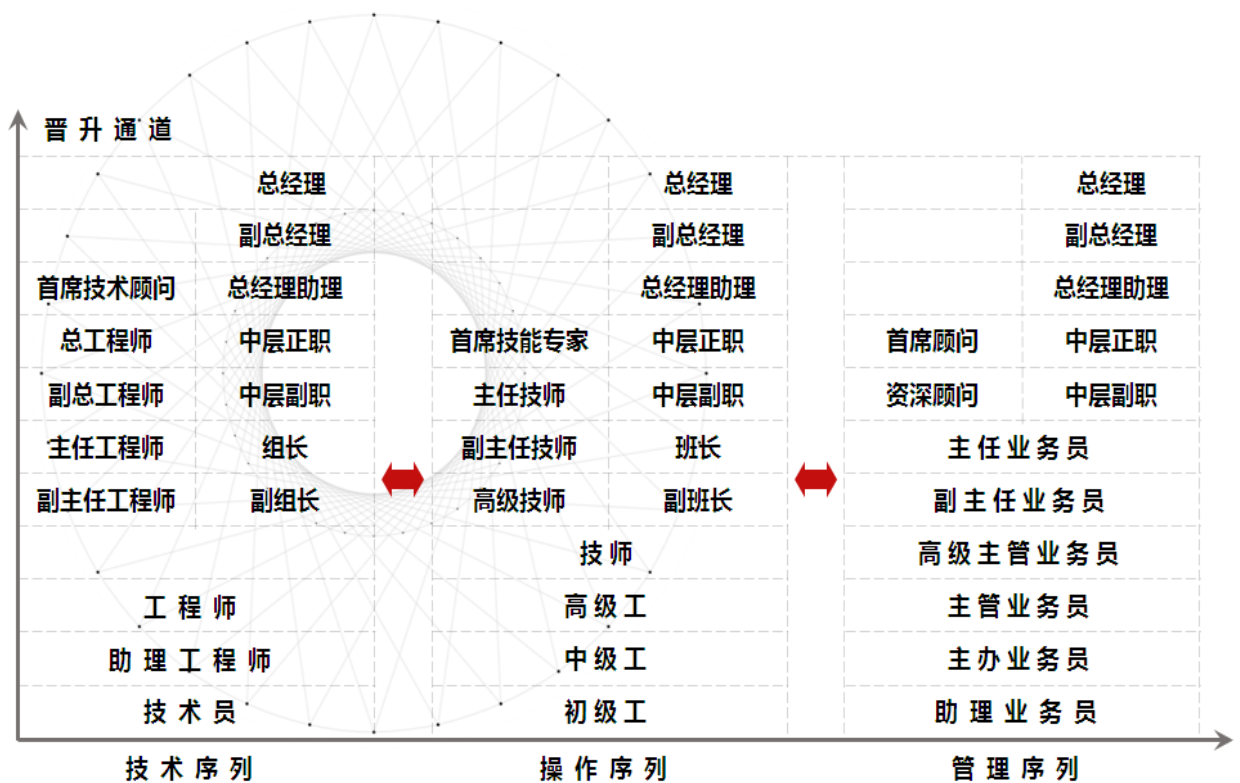 晋升通道
总经理 总经理 总经理
副总经理 副总经理 副总经理
首席技术顾问 总经理助理 总经理助理 总经理助理
总工程师 中层正职 首席技能专家 中层正职 首席顾问 中层正职
副总工程师 中层副职 主任技师 中层副职 资深顾问 中层副职
主任工程师 组长 副主任技师 班长 主任业务员
副主任工程师 副组长 高级技师 副班长 副主任业务员
技师 高级主管业务员
工程师 高级工 主管业务员
助理工程师 中级工 主办业务员
技术员 初级工 助理业务员
技术序列 操作序列 管理序列